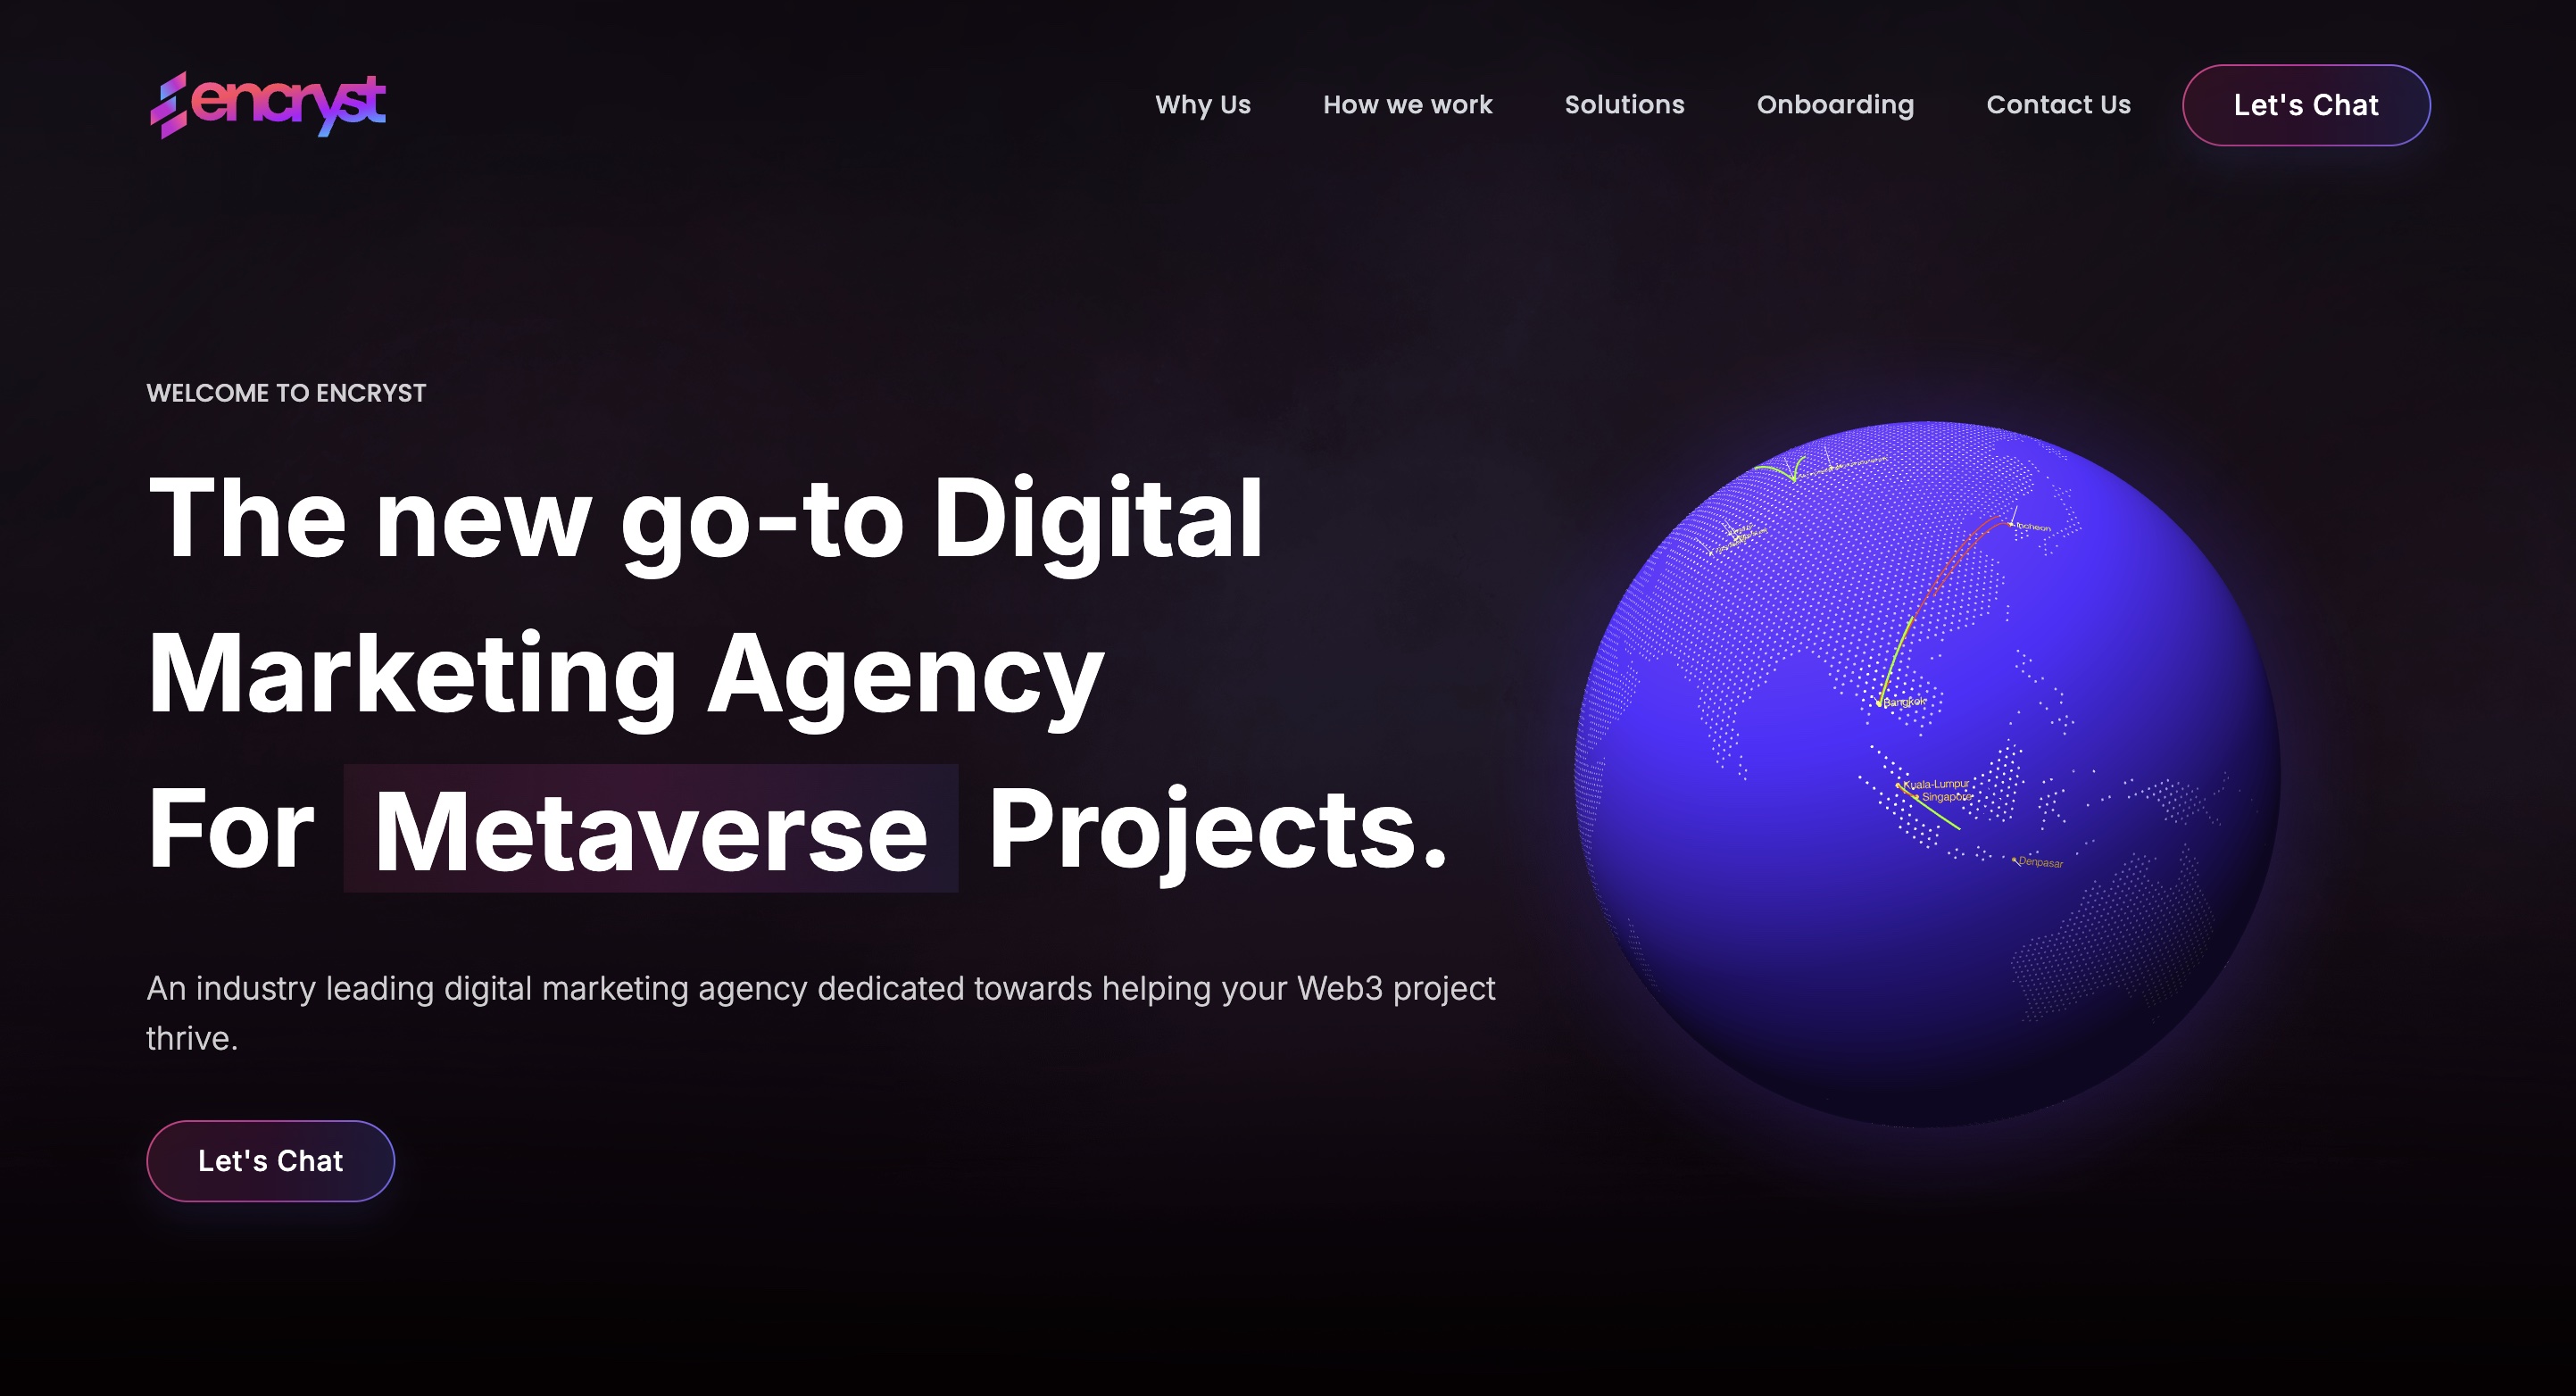 encryst
Why Us
How we work
Solutions
Onboarding
Contact Us
Let's Chat
WELCOME TO ENCRYST
The new go-to Digital
Marketing Agency
For Metaverse Projects.
An industry leading digital marketing agency dedicated towards helping your Web3 project
thrive.
Let's Chat
Incheon
Bangkok
Kuala-Lumpur
Singapore
Denpasar